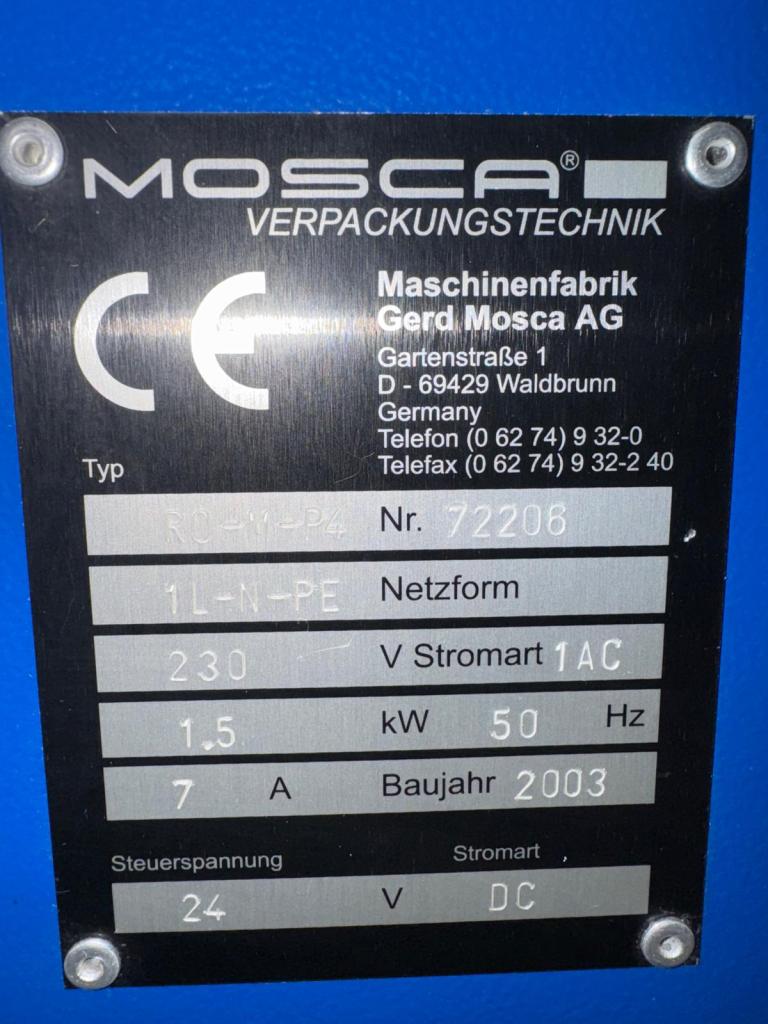 MOSCA®
VERPACKUNGSTECHNIK
CE
Maschinenfabrik
Gerd Mosca AG
Gartenstraße 1
D - 69429 Waldbrunn
Germany
Telefon (0 62 74) 9 32-0
Telefax (0 62 74) 9 32-2 40
Typ
RO-M-P4 Nr. 72206
1L-N-PE Netzform
230 V Stromart 1AC
1.5 kW 50 Hz
7 A Baujahr 2003
Steuerspannung Stromart
24 V DC